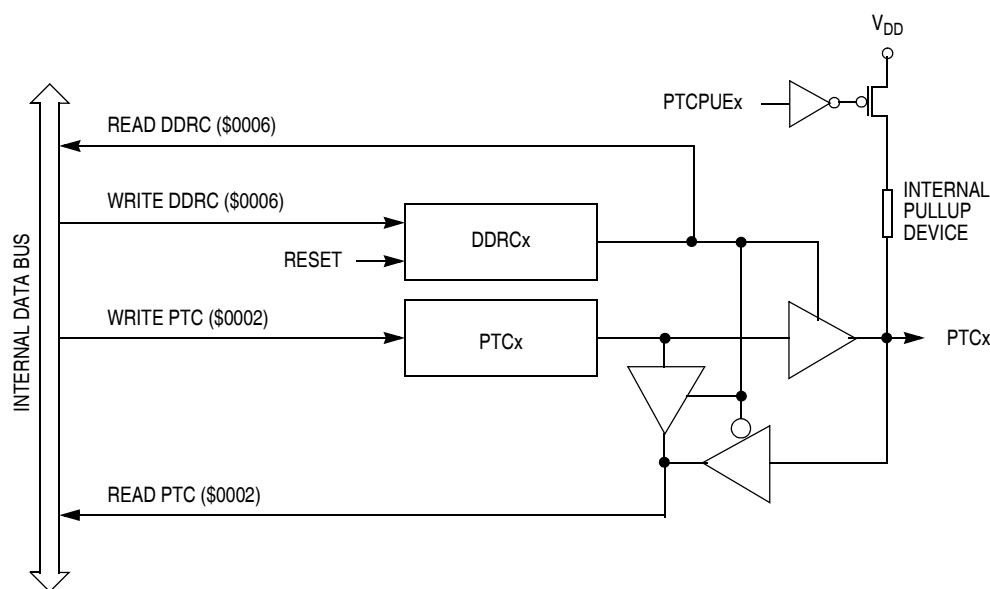 VDD
PTCPUEx
READ DDRC ($0006)
WRITE DDRC ($0006)
INTERNAL
PULLUP
DEVICE
DDRCx
RESET
INTERNAL DATA BUS
WRITE PTC ($0002)
PTCx
PTCx
READ PTC ($0002)